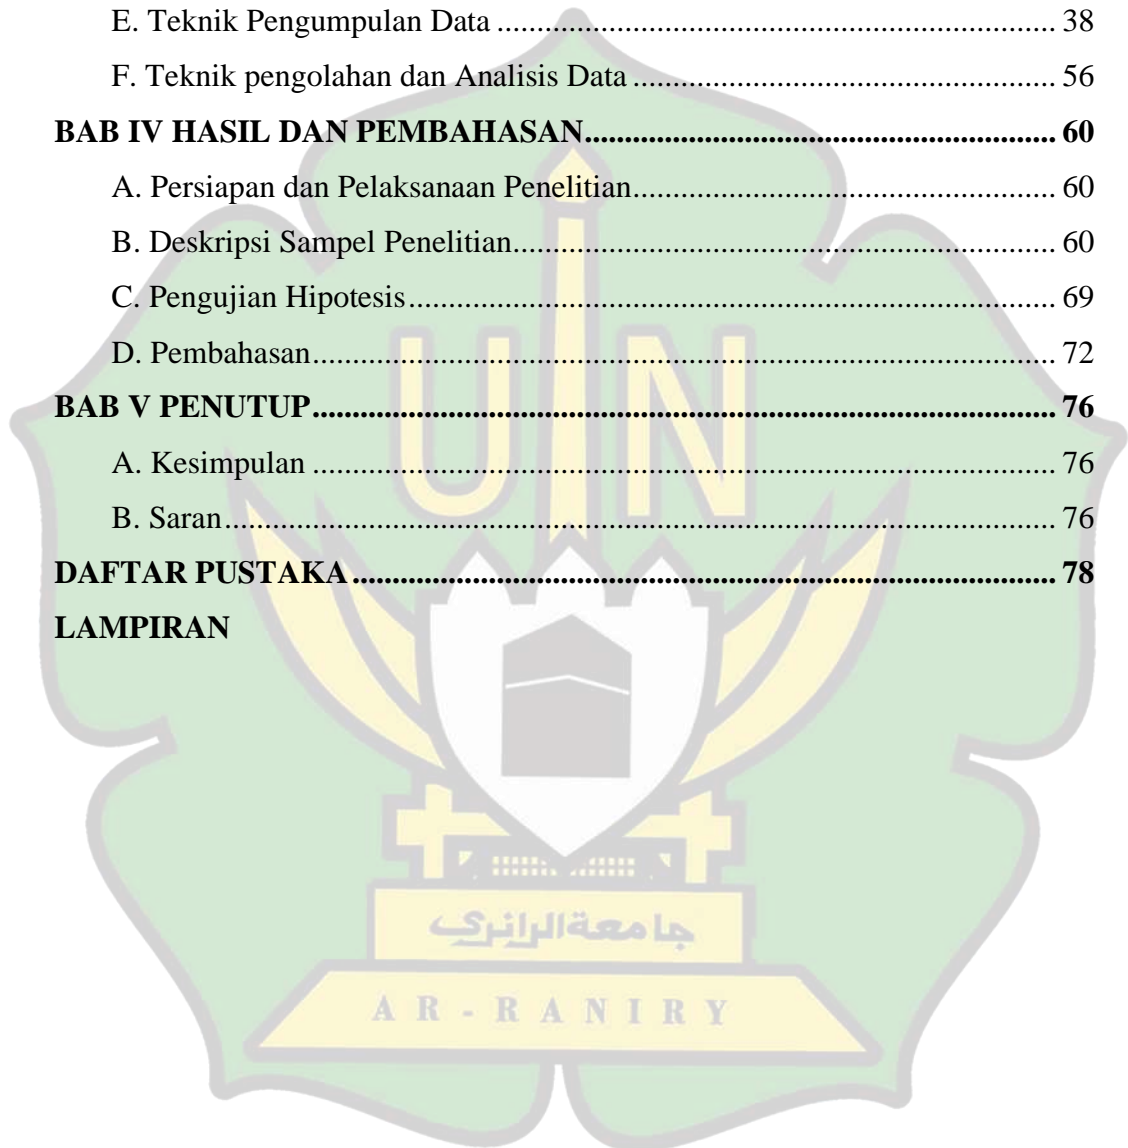 E. Teknik Pengumpulan Data ........................................................................ 38
F. Teknik pengolahan dan Analisis Data ...................................................... 56
BAB IV HASIL DAN PEMBAHASAN............................................................. 60
A. Persiapan dan Pelaksanaan Penelitian...................................................... 60
B. Deskripsi Sampel Penelitian..................................................................... 60
C. Pengujian Hipotesis.................................................................................. 69
D. Pembahasan.............................................................................................. 72
BAB V PENUTUP................................................................................................ 76
A. Kesimpulan .............................................................................................. 76
B. Saran......................................................................................................... 76
DAFTAR PUSTAKA ........................................................................................... 78
LAMPIRAN
UIN
جامعةالرانري
AR-RANIRY